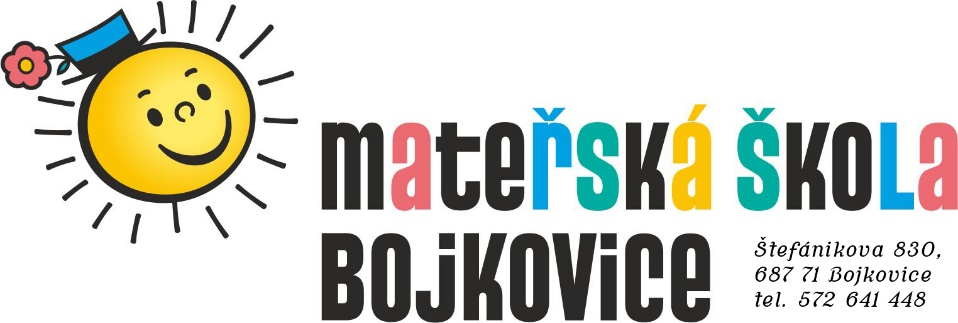 mateřská škola
BOJKOVICE
Štefánikova 830,
687 71 Bojkovice
tel. 572 641 448